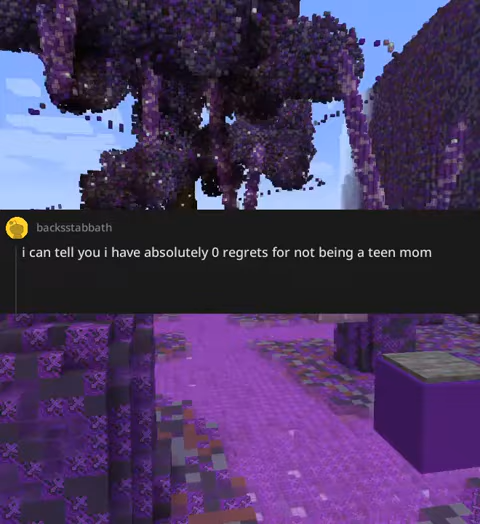 backsstabbath
i can tell you i have absolutely 0 regrets for not being a teen mom